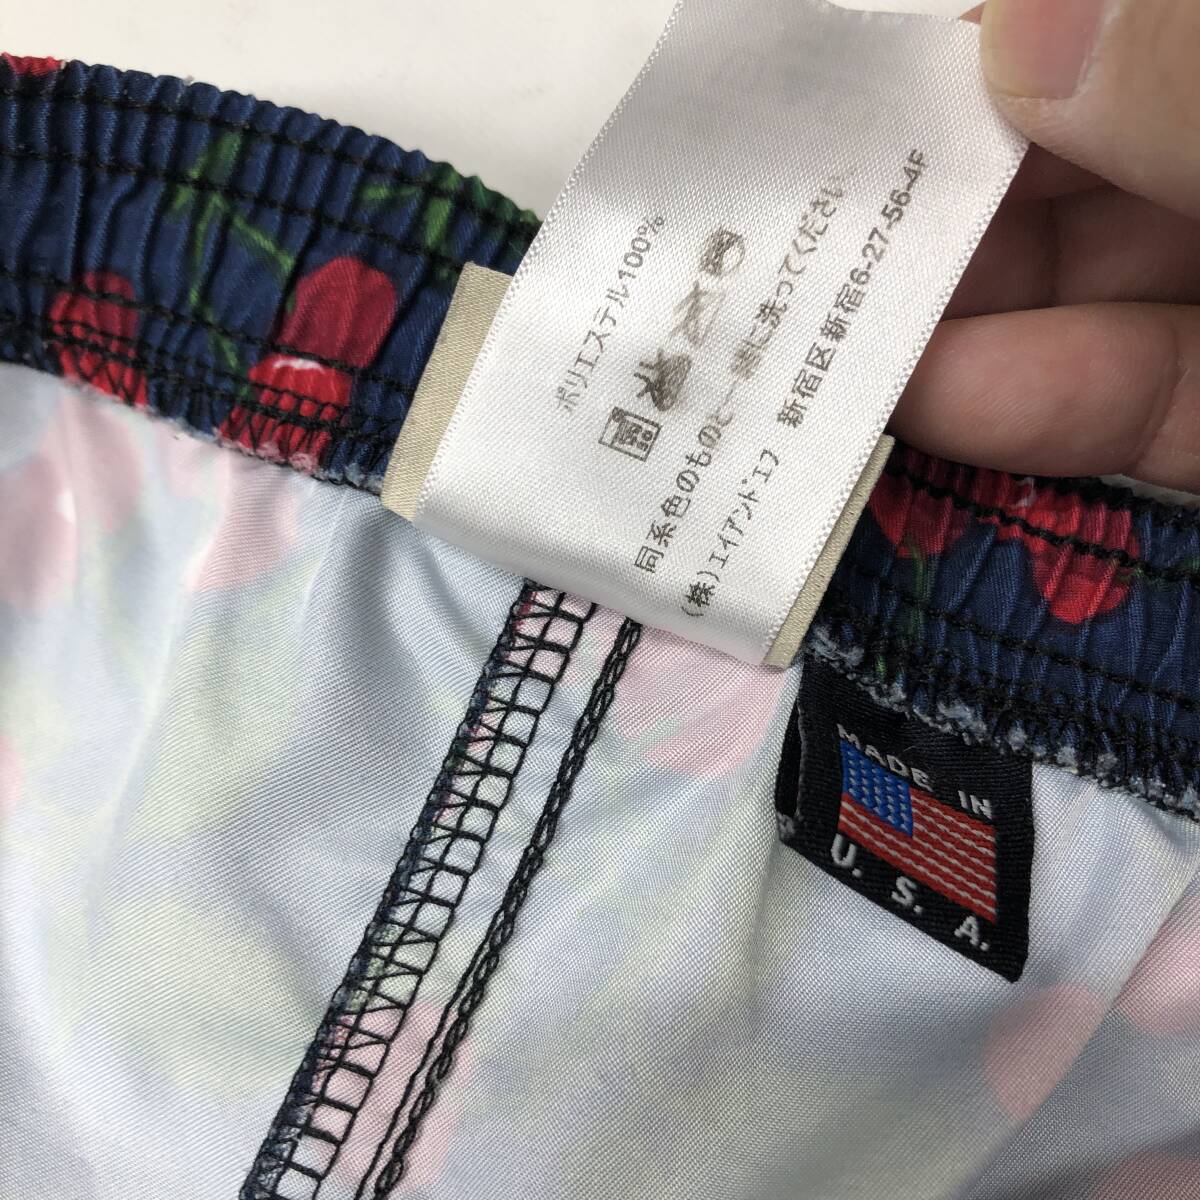 ポリエステル100%
同系色のものと一緒に洗ってください
(株)エイアンドエフ 新宿区新宿6-27-56-4F
MADE IN
U. S. A.